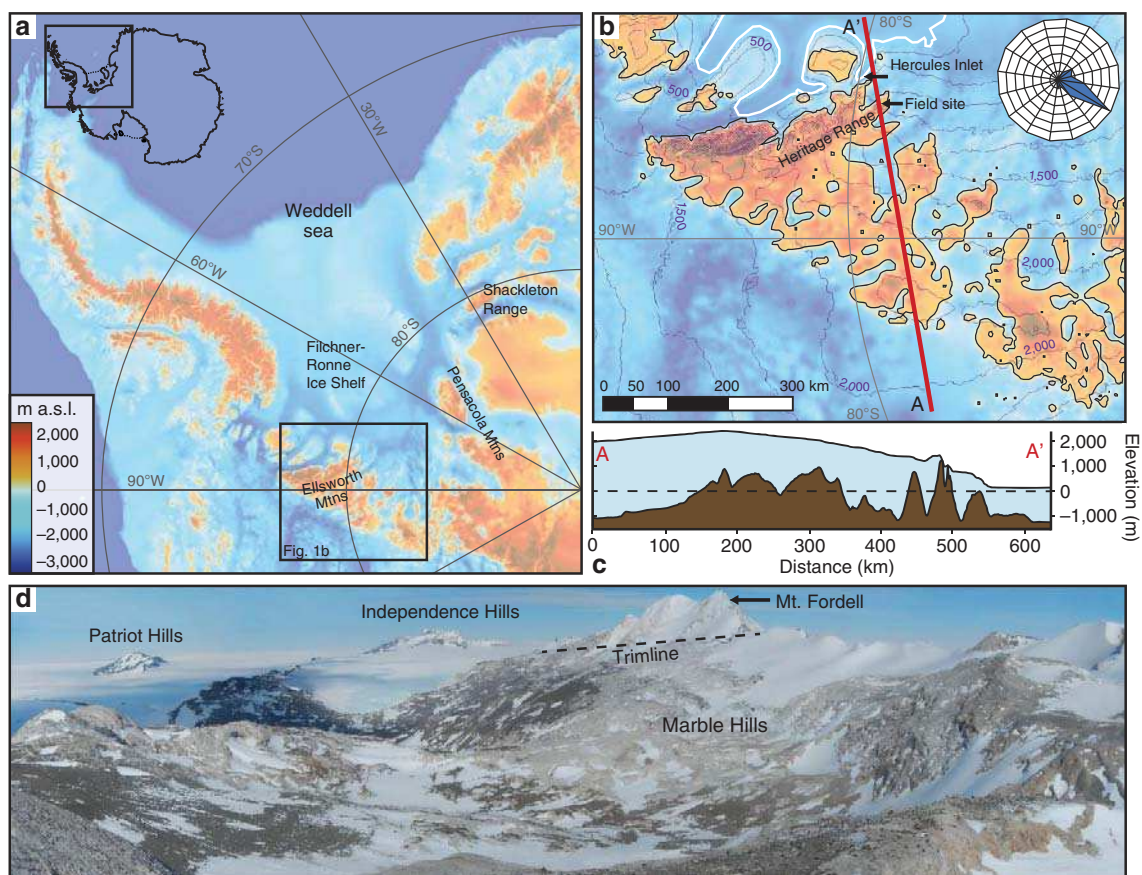 a
30°W
70°S
Weddell
sea
60°W
Shackleton
Range
80°S
Filchner-
Ronne
Ice Shelf
Pensacola Mtns
m a.s.l.
2,000
1,000
0
−1,000
−2,000
−3,000
90°W
Ellsworth
Mtns
Fig. 1b
b
A'
80°S
500
Hercules Inlet
500
Field site
Heritage Range
1,500
1500
90°W
90°W
2,000
2,000
2,000
0 50 100 200 300 km
A
80°S
A
A'
2,000
1,000
0
−1,000
Elevation (m)
0 100 200 300 400 500 600
Distance (km)
c
d
Mt. Fordell
Independence Hills
Patriot Hills
Trimline
Marble Hills